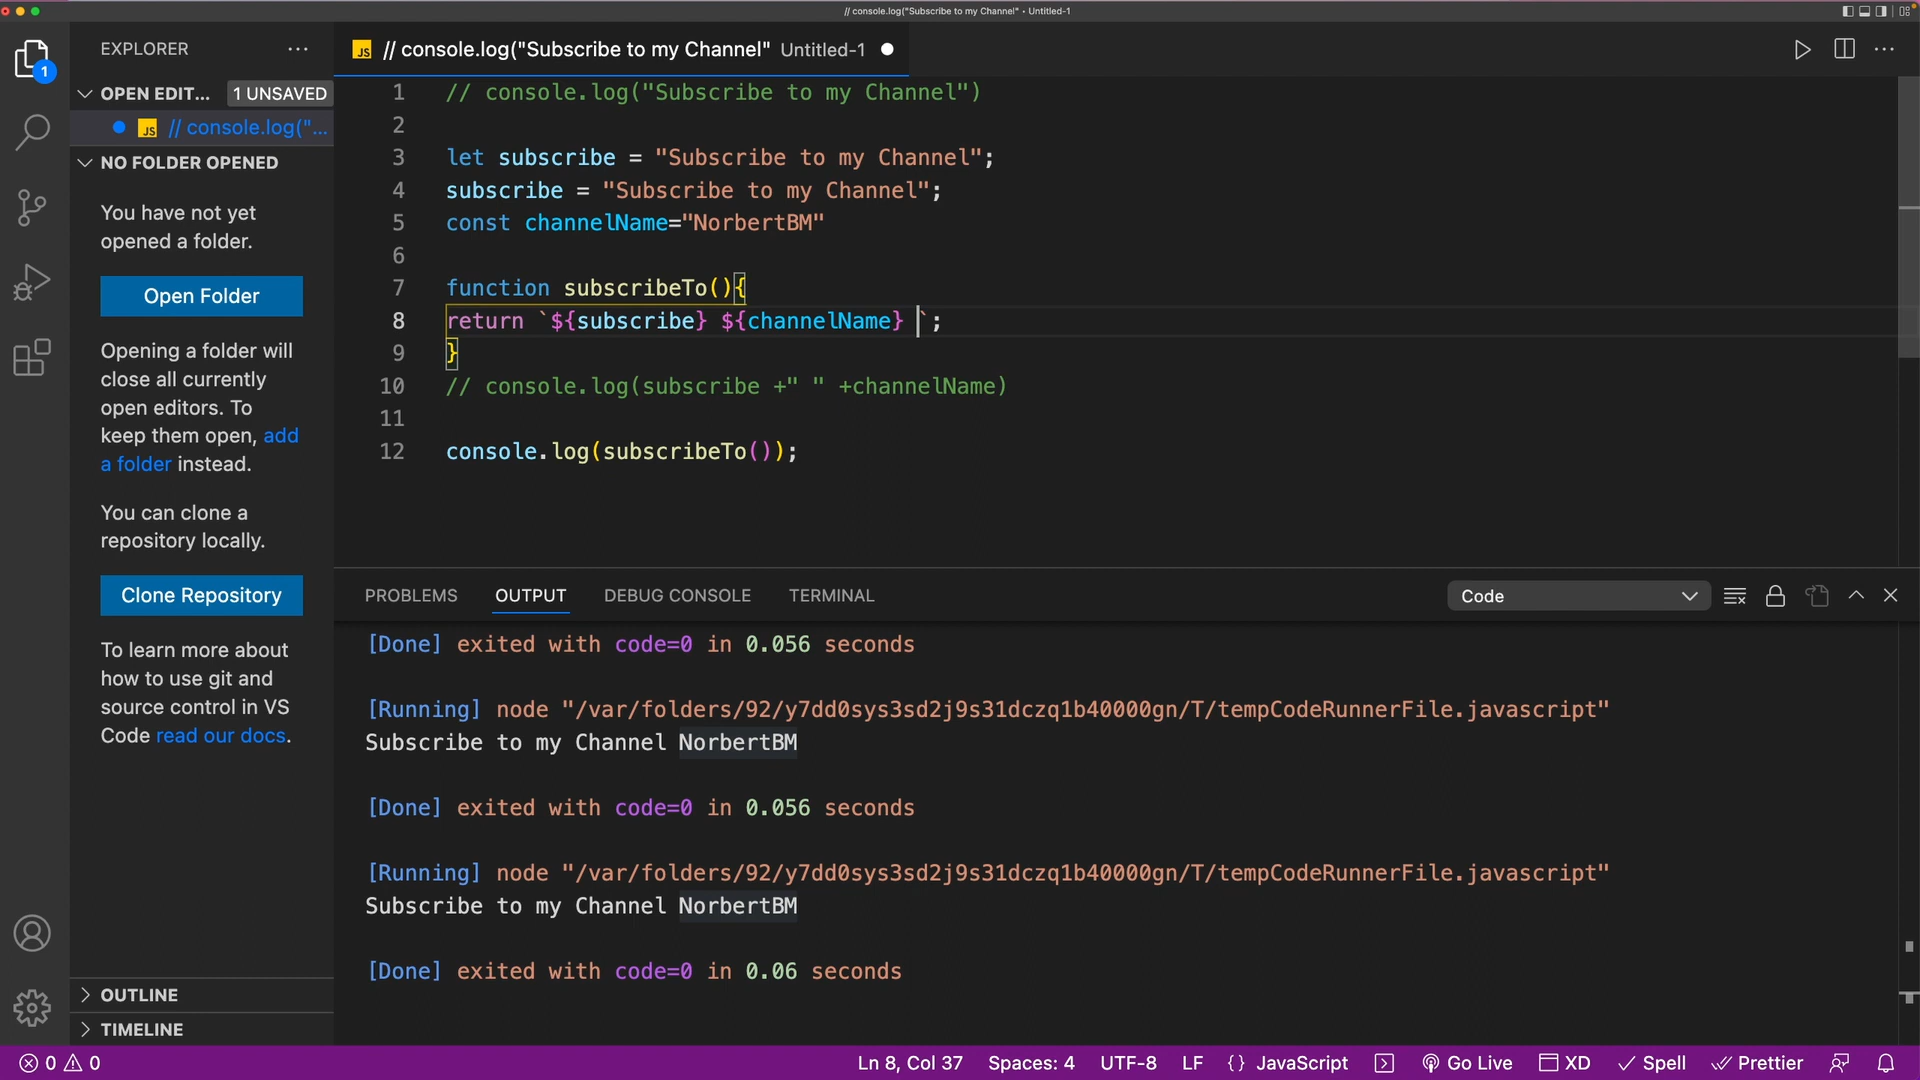 // console.log("Subscribe to my Channel" • Untitled-1
EXPLORER
OPEN EDIT... 1 UNSAVED
JS // console.log("...
NO FOLDER OPENED
You have not yet
opened a folder.
Open Folder
Opening a folder will
close all currently
open editors. To
keep them open, add
a folder instead.
You can clone a
repository locally.
Clone Repository
To learn more about
how to use git and
source control in VS
Code read our docs.
OUTLINE
TIMELINE
1
JS // console.log("Subscribe to my Channel" Untitled-1
1 // console.log("Subscribe to my Channel")
2
3 let subscribe = "Subscribe to my Channel";
4 subscribe = "Subscribe to my Channel";
5 const channelName="NorbertBM"
6
7 function subscribeTo(){
8 return `${subscribe} ${channelName} `;
9 }
10 // console.log(subscribe +" " +channelName)
11
12 console.log(subscribeTo());
PROBLEMS OUTPUT DEBUG CONSOLE TERMINAL Code
[Done] exited with code=0 in 0.056 seconds
[Running] node "/var/folders/92/y7dd0sys3sd2j9s31dczq1b40000gn/T/tempCodeRunnerFile.javascript"
Subscribe to my Channel NorbertBM
[Done] exited with code=0 in 0.056 seconds
[Running] node "/var/folders/92/y7dd0sys3sd2j9s31dczq1b40000gn/T/tempCodeRunnerFile.javascript"
Subscribe to my Channel NorbertBM
[Done] exited with code=0 in 0.06 seconds
0 0 Ln 8, Col 37 Spaces: 4 UTF-8 LF {} JavaScript Go Live XD Spell Prettier